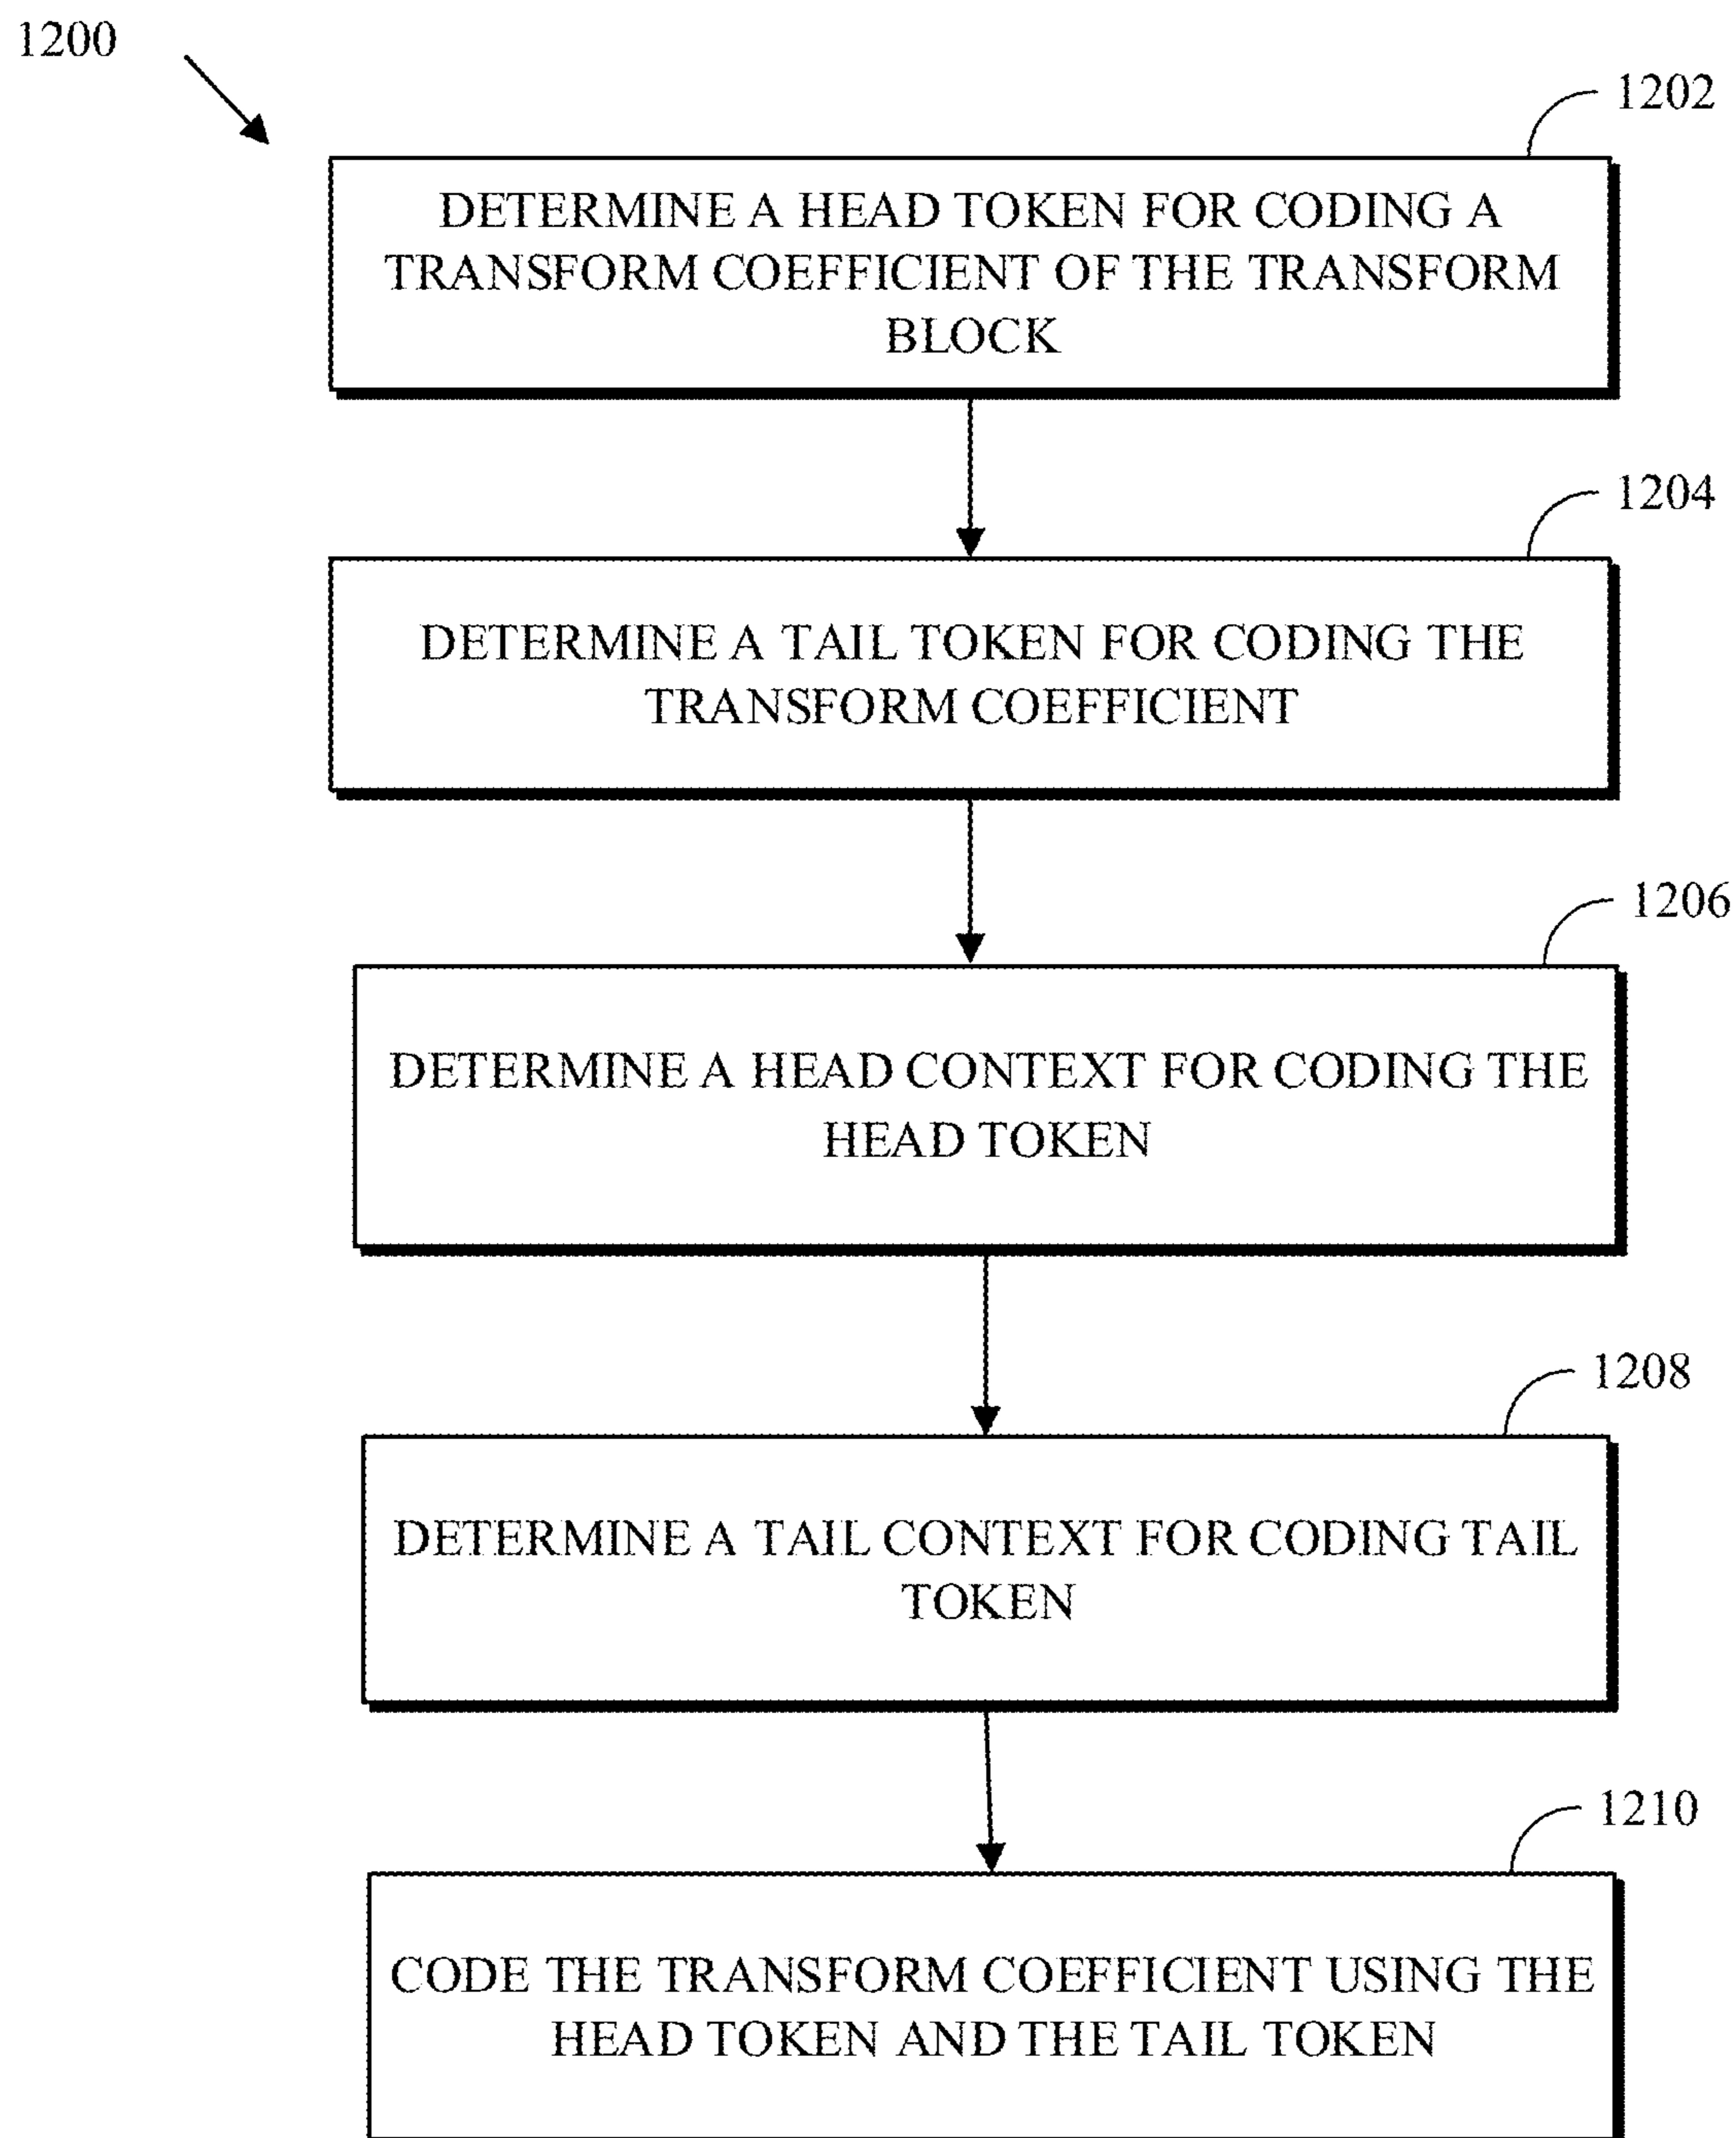 1200
1202
DETERMINE A HEAD TOKEN FOR CODING A
TRANSFORM COEFFICIENT OF THE TRANSFORM
BLOCK
1204
DETERMINE A TAIL TOKEN FOR CODING THE
TRANSFORM COEFFICIENT
1206
DETERMINE A HEAD CONTEXT FOR CODING THE
HEAD TOKEN
1208
DETERMINE A TAIL CONTEXT FOR CODING TAIL
TOKEN
1210
CODE THE TRANSFORM COEFFICIENT USING THE
HEAD TOKEN AND THE TAIL TOKEN